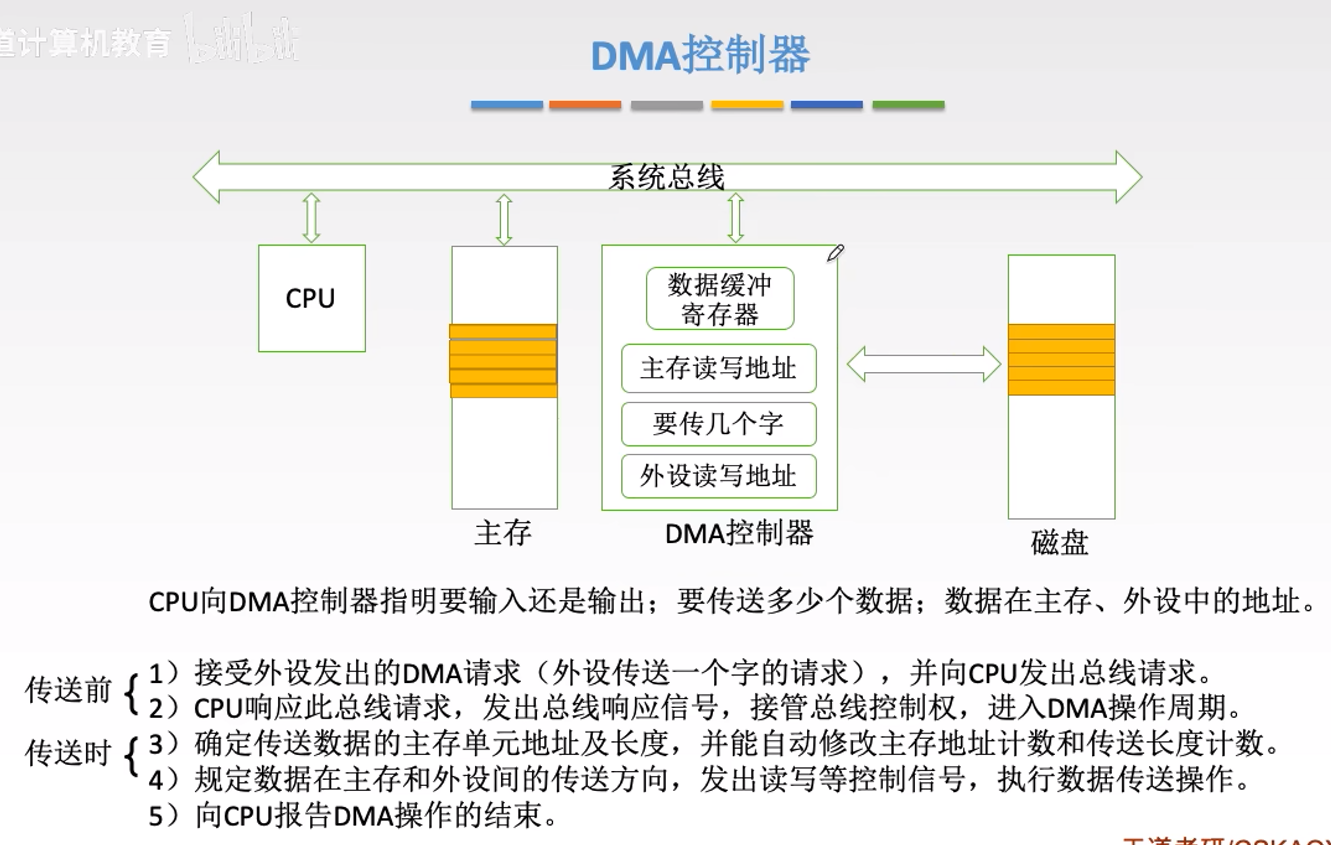 道计算机教育 bilibili
DMA控制器
系统总线
CPU
数据缓冲
寄存器
主存读写地址
要传几个字
外设读写地址
主存
DMA控制器
磁盘
CPU向DMA控制器指明要输入还是输出；要传送多少个数据；数据在主存、外设中的地址。
传送前
1）接受外设发出的DMA请求（外设传送一个字的请求），并向CPU发出总线请求。
2）CPU响应此总线请求，发出总线响应信号，接管总线控制权，进入DMA操作周期。
传送时
3）确定传送数据的主存单元地址及长度，并能自动修改主存地址计数和传送长度计数。
4）规定数据在主存和外设间的传送方向，发出读写等控制信号，执行数据传送操作。
5）向CPU报告DMA操作的结束。